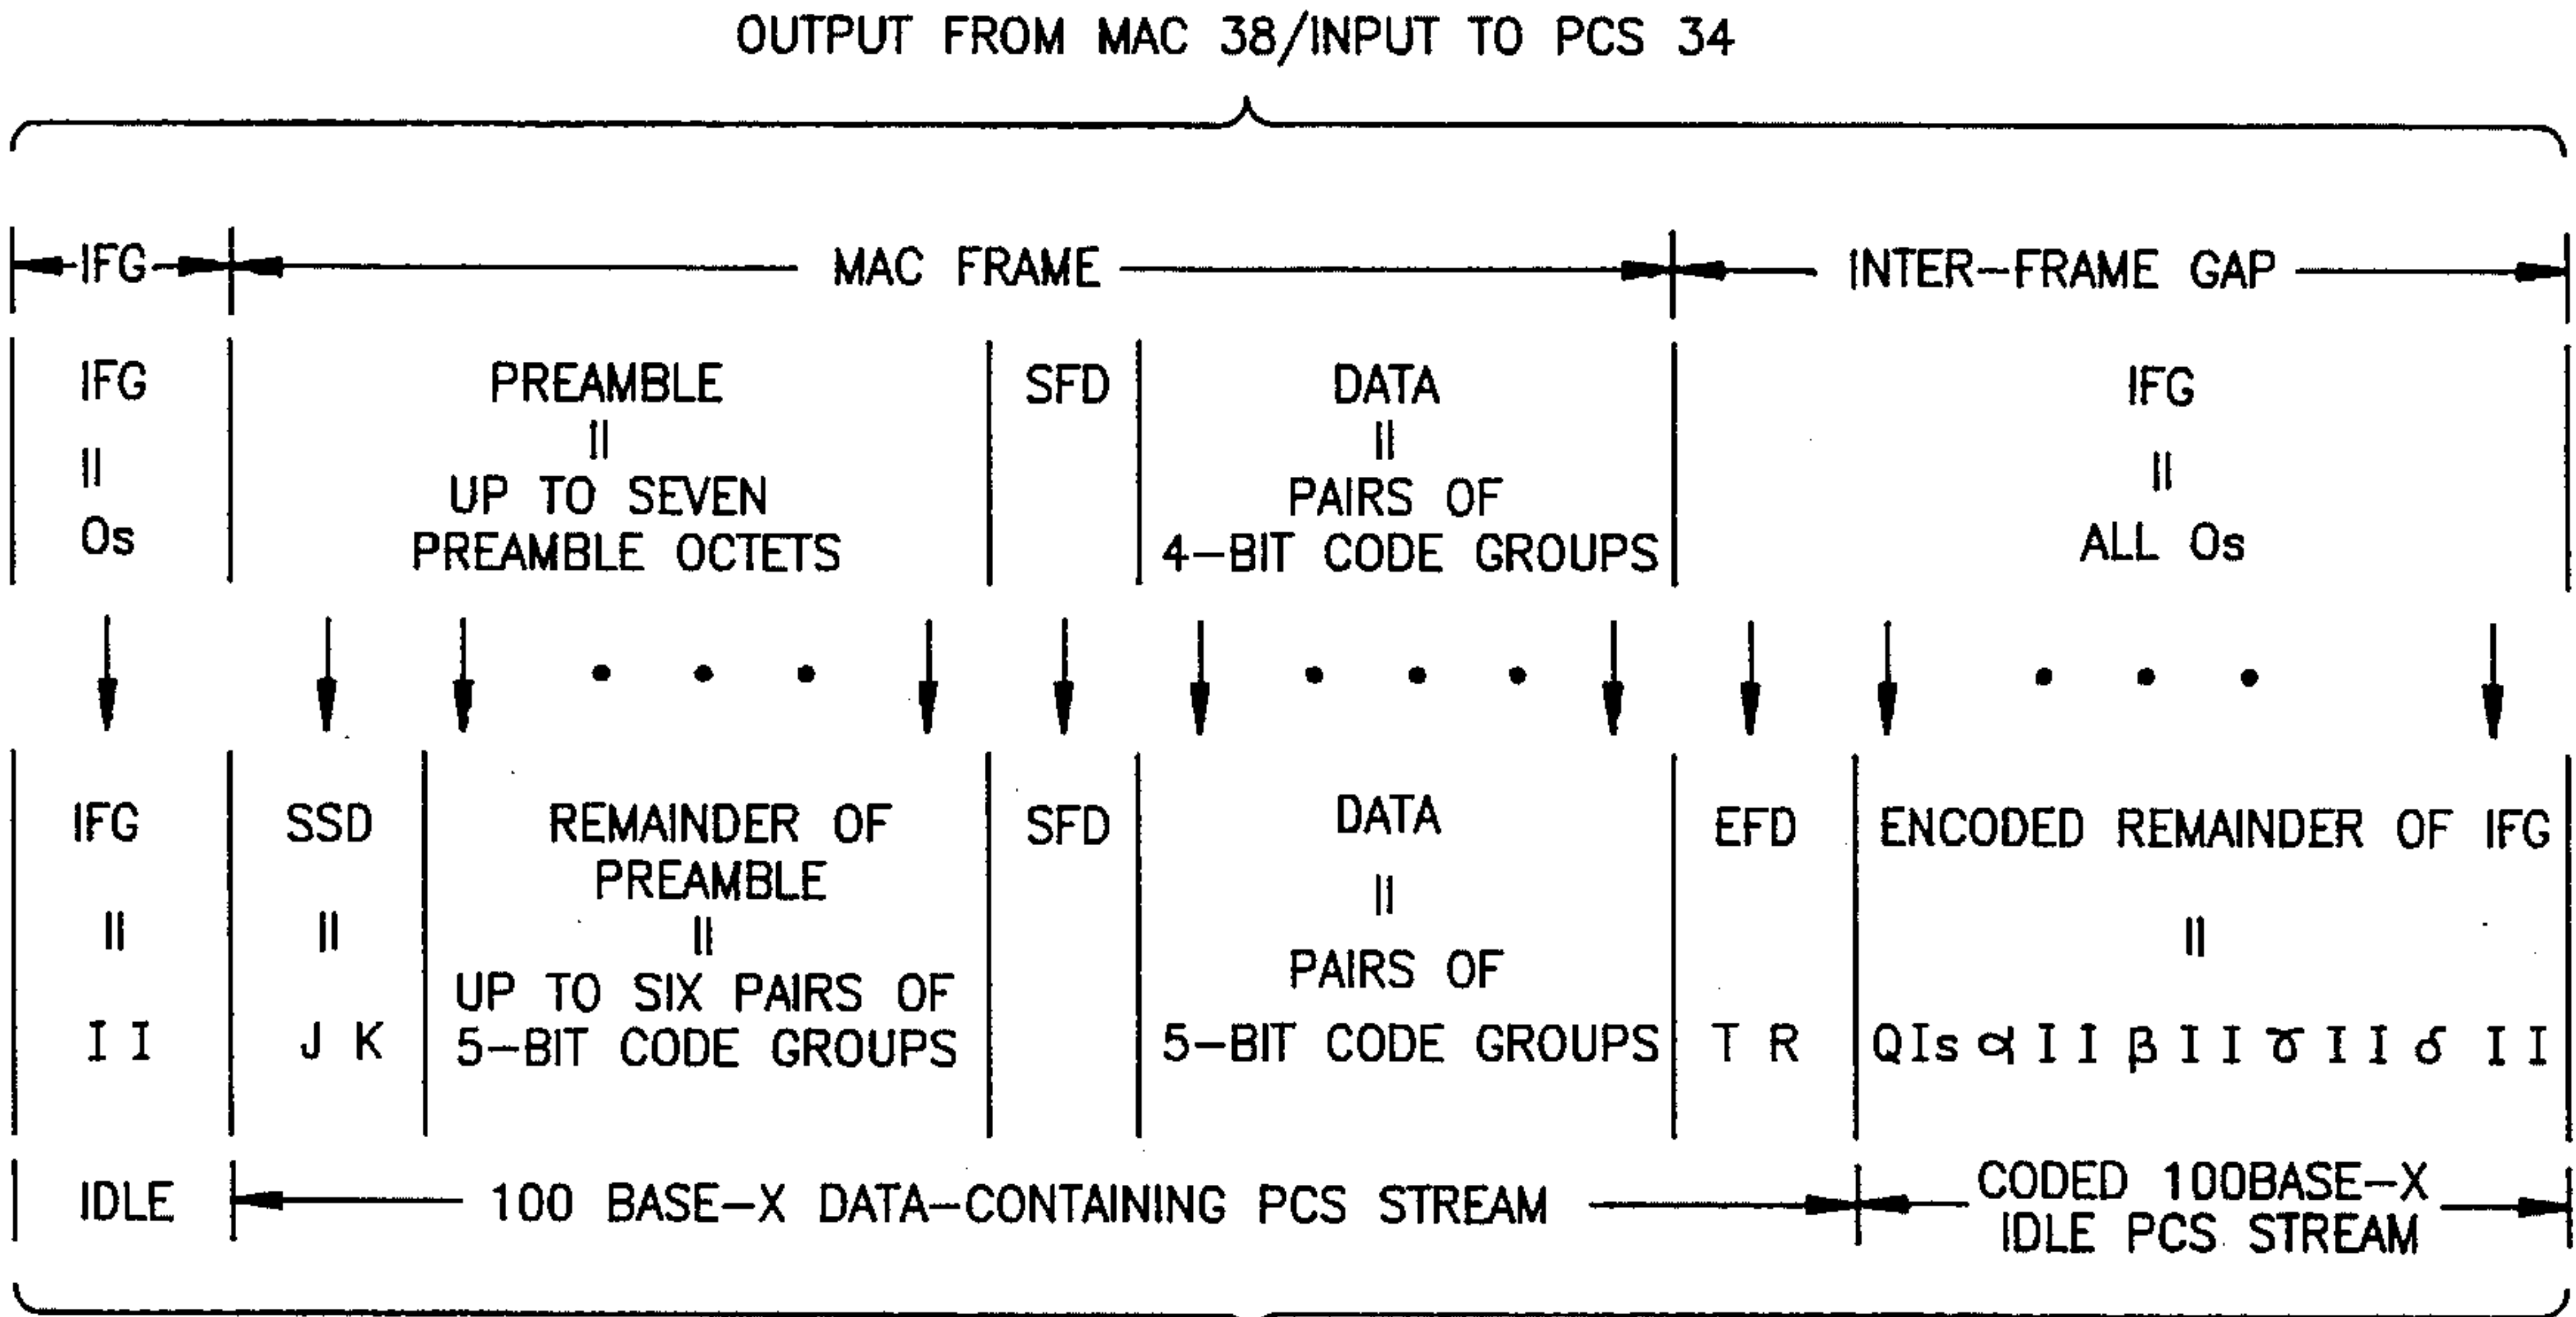 OUTPUT FROM MAC 38/INPUT TO PCS 34
IFG MAC FRAME INTER-FRAME GAP
IFG PREAMBLE SFD DATA IFG
|| || || ||
UP TO SEVEN PAIRS OF
0s PREAMBLE OCTETS 4-BIT CODE GROUPS ALL 0s
IFG SSD REMAINDER OF SFD DATA EFD ENCODED REMAINDER OF IFG
PREAMBLE
|| || || || ||
UP TO SIX PAIRS OF PAIRS OF
I I J K 5-BIT CODE GROUPS 5-BIT CODE GROUPS T R QIs α I I β I I γ I I δ I I
IDLE 100 BASE-X DATA-CONTAINING PCS STREAM CODED 100BASE-X
IDLE PCS STREAM